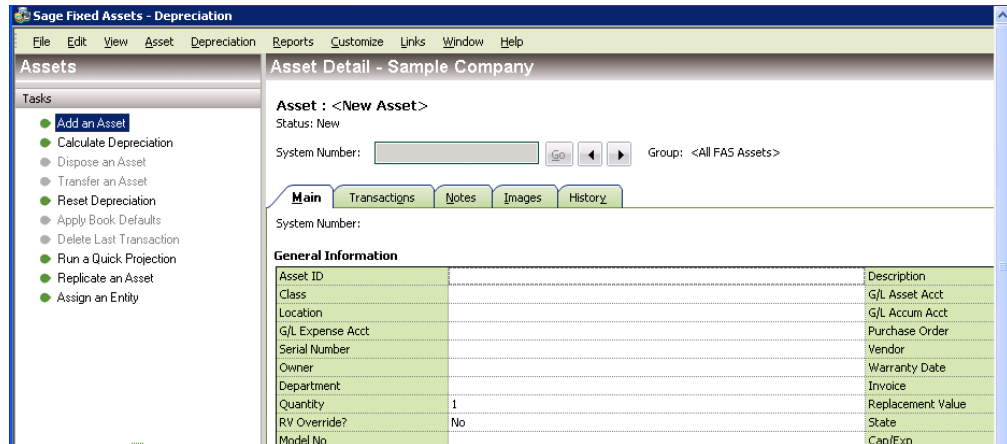 Sage Fixed Assets - Depreciation
File Edit View Asset Depreciation Reports Customize Links Window Help
Assets
Asset Detail - Sample Company
Tasks
Add an Asset
Calculate Depreciation
Dispose an Asset
Transfer an Asset
Reset Depreciation
Apply Book Defaults
Delete Last Transaction
Run a Quick Projection
Replicate an Asset
Assign an Entity
Asset : <New Asset>
Status: New
System Number: Go Group: <All FAS Assets>
Main Transactions Notes Images History
System Number:
General Information
Asset ID Description
Class G/L Asset Acct
Location G/L Accum Acct
G/L Expense Acct Purchase Order
Serial Number Vendor
Owner Warranty Date
Department Invoice
Quantity 1 Replacement Value
RV Override? No State
Model No Cap/Exp